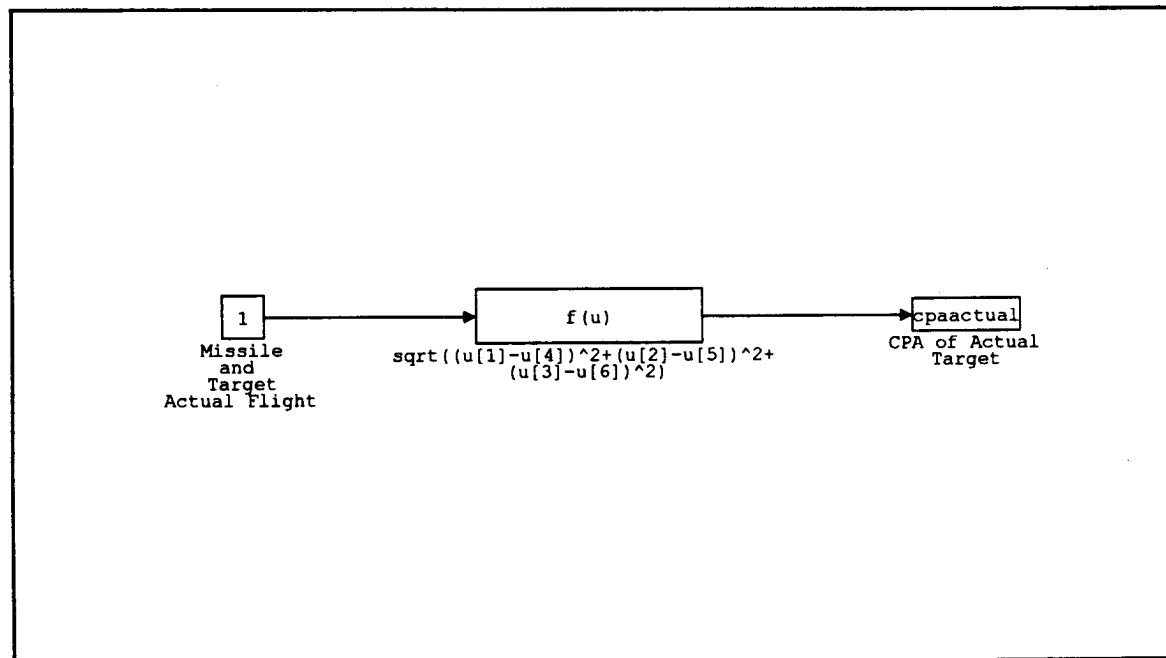 1
Missile
and
Target
Actual Flight
f(u)
sqrt((u[1]-u[4])^2+(u[2]-u[5])^2+
(u[3]-u[6])^2)
cpaactual
CPA of Actual
Target